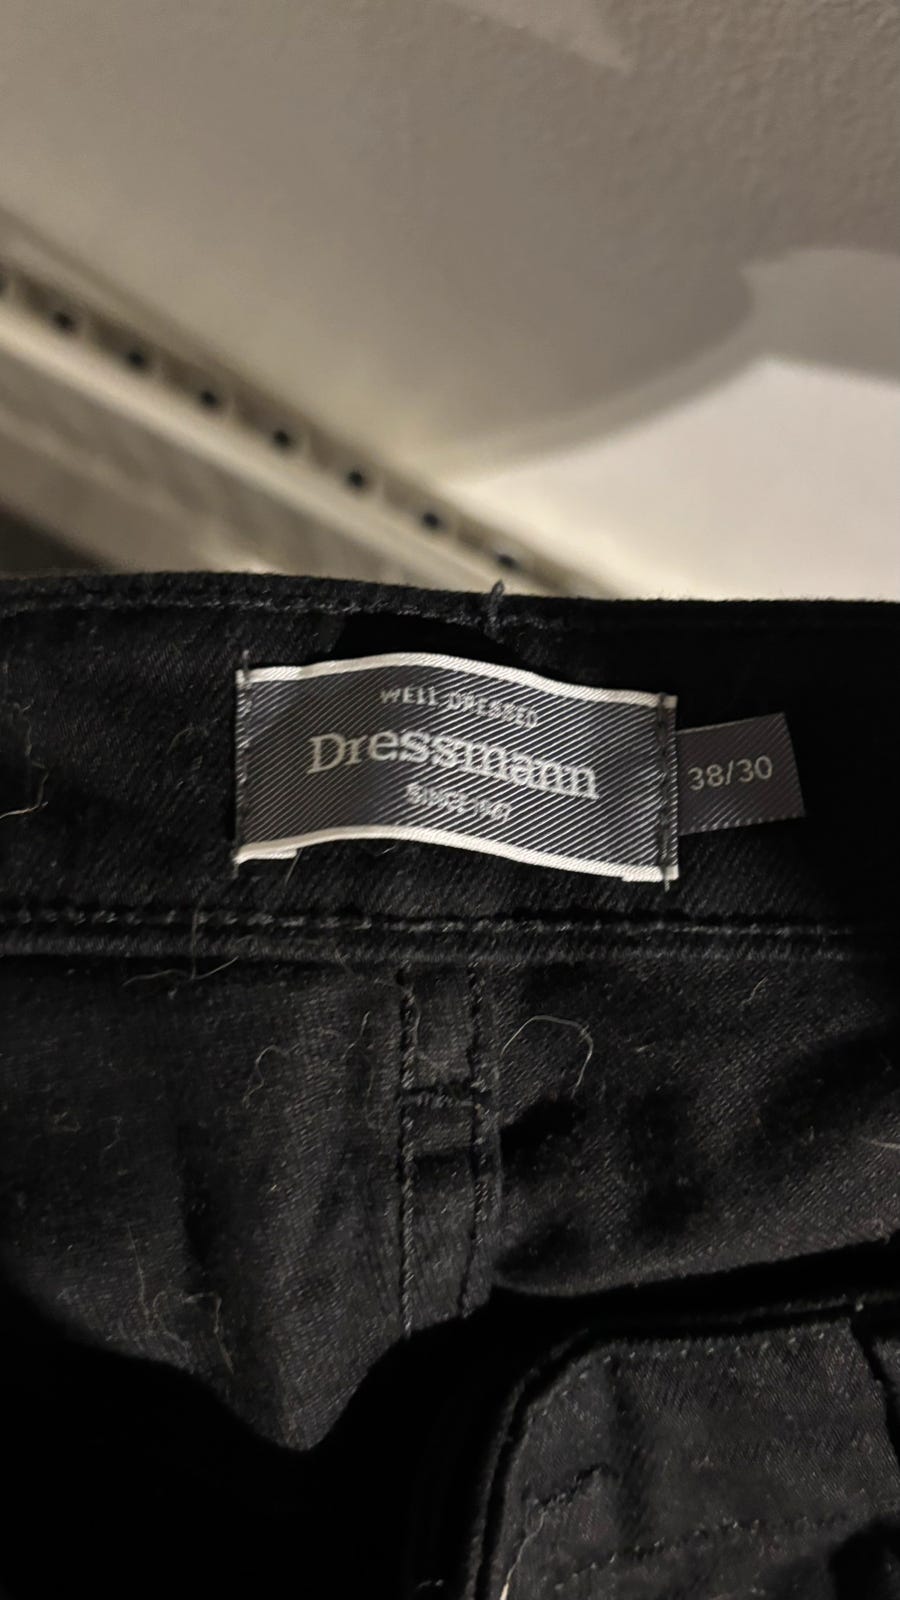 WELL DRESSED
Dressmann
SINCE 1967
38/30